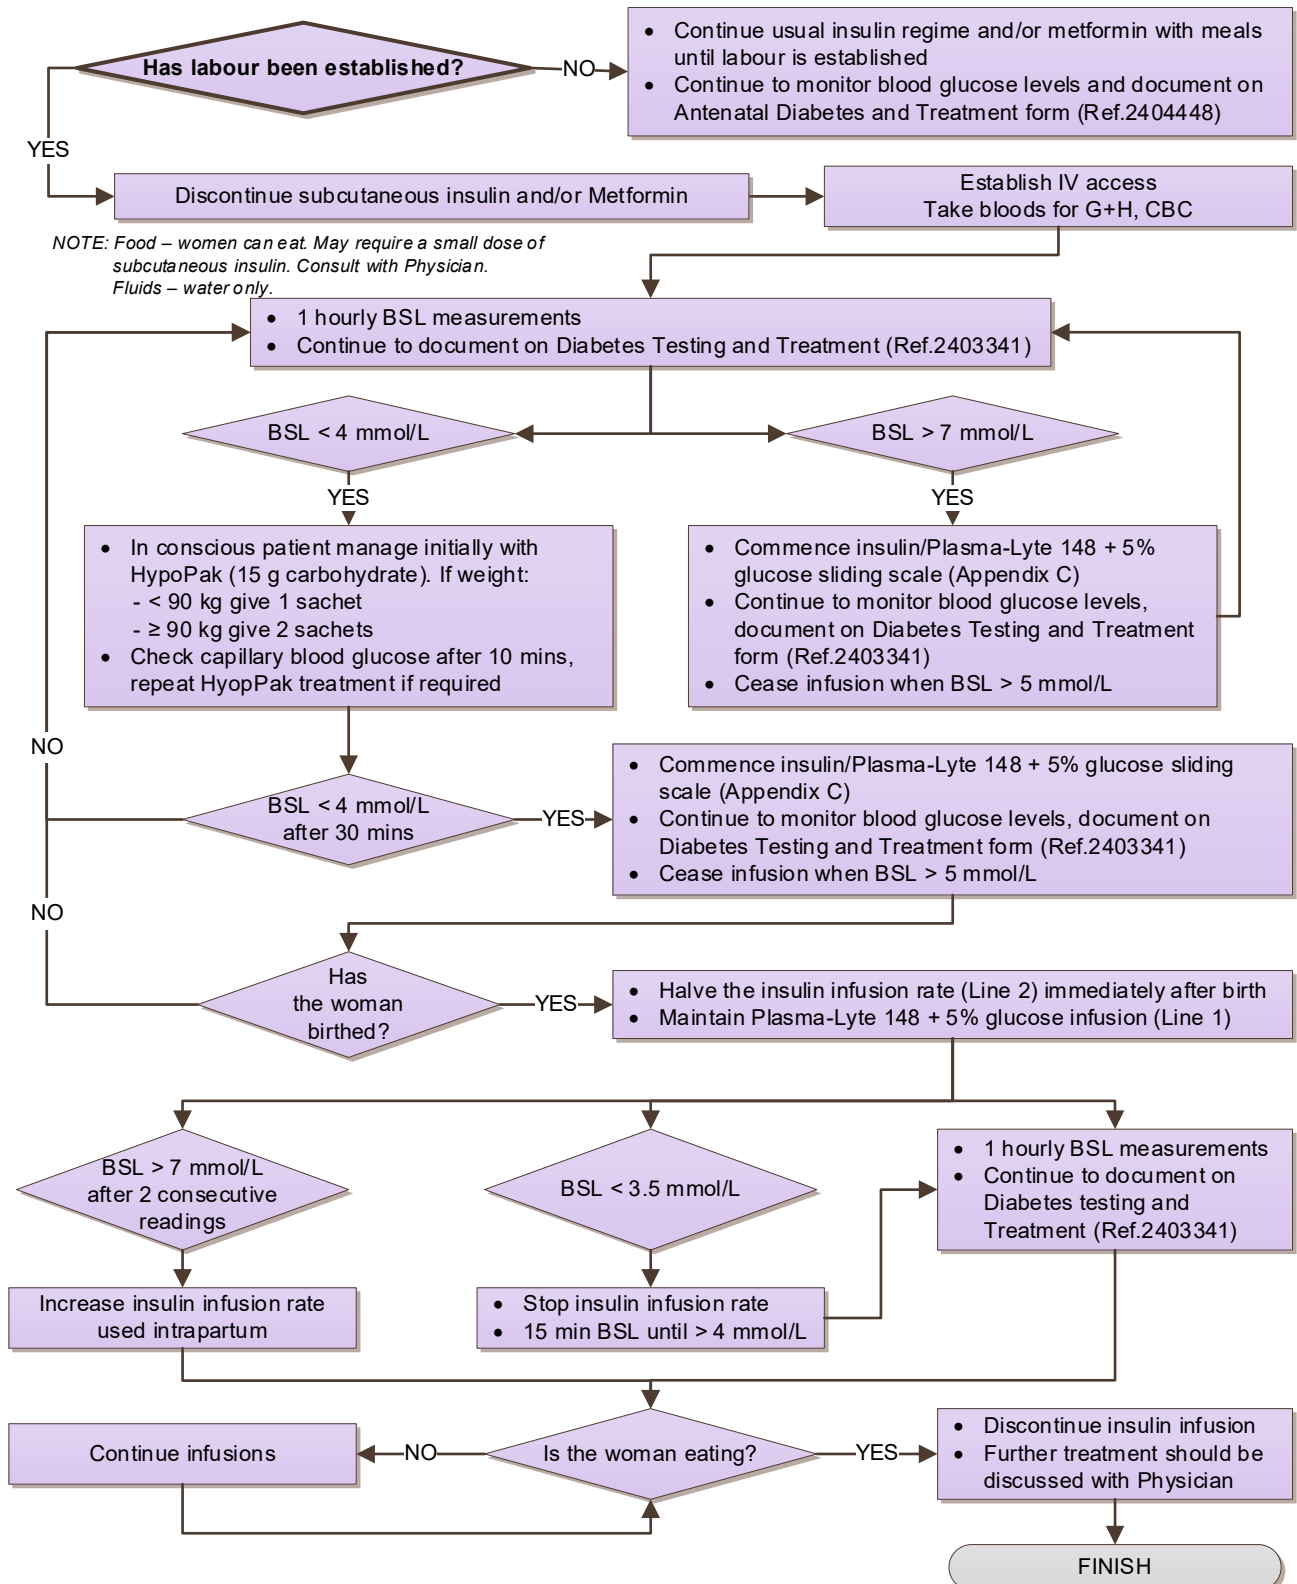 Has labour been established?
NO
• Continue usual insulin regime and/or metformin with meals
until labour is established
• Continue to monitor blood glucose levels and document on
Antenatal Diabetes and Treatment form (Ref.2404448)
YES
Discontinue subcutaneous insulin and/or Metformin
Establish IV access
Take bloods for G+H, CBC
NOTE: Food – women can eat. May require a small dose of
subcutaneous insulin. Consult with Physician.
Fluids – water only.
• 1 hourly BSL measurements
• Continue to document on Diabetes Testing and Treatment (Ref.2403341)
BSL < 4 mmol/L
BSL > 7 mmol/L
YES
YES
• In conscious patient manage initially with
HypoPak (15 g carbohydrate). If weight:
- < 90 kg give 1 sachet
- ≥ 90 kg give 2 sachets
• Check capillary blood glucose after 10 mins,
repeat HyopPak treatment if required
• Commence insulin/Plasma-Lyte 148 + 5%
glucose sliding scale (Appendix C)
• Continue to monitor blood glucose levels,
document on Diabetes Testing and Treatment
form (Ref.2403341)
• Cease infusion when BSL > 5 mmol/L
NO
BSL < 4 mmol/L
after 30 mins
YES
• Commence insulin/Plasma-Lyte 148 + 5% glucose sliding
scale (Appendix C)
• Continue to monitor blood glucose levels, document on
Diabetes Testing and Treatment form (Ref.2403341)
• Cease infusion when BSL > 5 mmol/L
NO
Has
the woman
birthed?
YES
• Halve the insulin infusion rate (Line 2) immediately after birth
• Maintain Plasma-Lyte 148 + 5% glucose infusion (Line 1)
BSL > 7 mmol/L
after 2 consecutive
readings
BSL < 3.5 mmol/L
• 1 hourly BSL measurements
• Continue to document on
Diabetes testing and
Treatment (Ref.2403341)
Increase insulin infusion rate
used intrapartum
• Stop insulin infusion rate
• 15 min BSL until > 4 mmol/L
Continue infusions
NO
Is the woman eating?
YES
• Discontinue insulin infusion
• Further treatment should be
discussed with Physician
FINISH